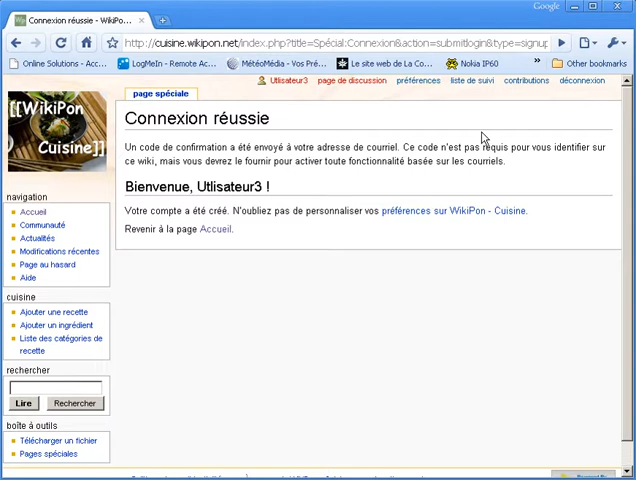 Google
Connexion réussie - WikiPo...
http://cuisine.wikipon.net/index.php?title=Spécial:Connexion&action=submitlogin&type=signup
Online Solutions - Acc... LogMeIn - Remote Ac... MétéoMédia - Vos Pré... Le site web de La Co... Nokia IP60 » Other bookmarks
Utlisateur3 page de discussion préférences liste de suivi contributions déconnexion
page spéciale
[[WikiPon
Cuisine]]
Connexion réussie
Un code de confirmation a été envoyé à votre adresse de courriel. Ce code n'est pas requis pour vous identifier sur
ce wiki, mais vous devrez le fournir pour activer toute fonctionnalité basée sur les courriels.
Bienvenue, Utlisateur3 !
Votre compte a été créé. N'oubliez pas de personnaliser vos préférences sur WikiPon - Cuisine.
Revenir à la page Accueil.
navigation
Accueil
Communauté
Actualités
Modifications récentes
Page au hasard
Aide
cuisine
Ajouter une recette
Ajouter un ingrédient
Liste des catégories de
recette
rechercher
Lire Rechercher
boîte à outils
Télécharger un fichier
Pages spéciales